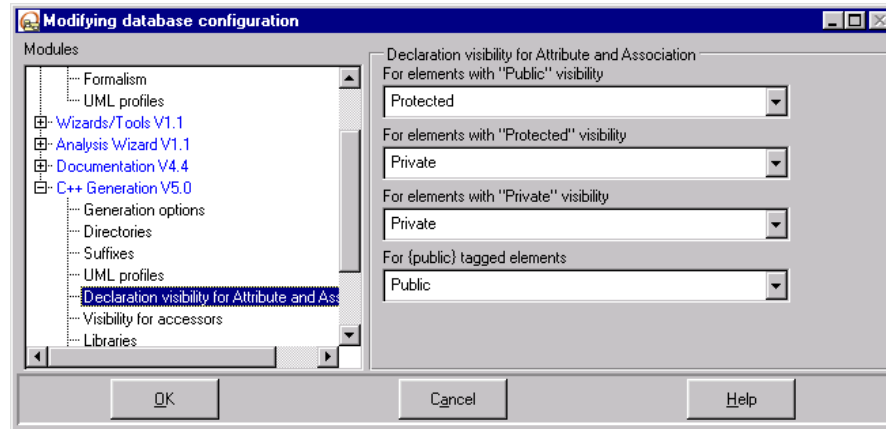 Modifying database configuration
Modules
Formalism
UML profiles
Wizards/Tools V1.1
Analysis Wizard V1.1
Documentation V4.4
C++ Generation V5.0
Generation options
Directories
Suffixes
UML profiles
Declaration visibility for Attribute and Ass
Visibility for accessors
Libraries
Declaration visibility for Attribute and Association
For elements with "Public" visibility
Protected
For elements with "Protected" visibility
Private
For elements with "Private" visibility
Private
For {public} tagged elements
Public
OK
Cancel
Help